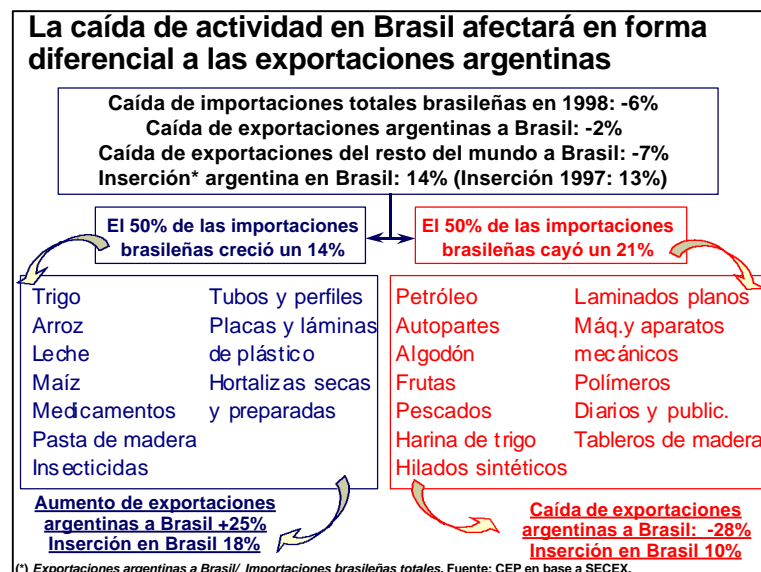 La caída de actividad en Brasil afectará en forma
diferencial a las exportaciones argentinas
Caída de importaciones totales brasileñas en 1998: -6%
Caída de exportaciones argentinas a Brasil: -2%
Caída de exportaciones del resto del mundo a Brasil: -7%
Inserción* argentina en Brasil: 14% (Inserción 1997: 13%)
El 50% de las importaciones
brasileñas creció un 14%
El 50% de las importaciones
brasileñas cayó un 21%
Trigo
Arroz
Leche
Maíz
Medicamentos
Pasta de madera
Insecticidas
Tubos y perfiles
Placas y láminas
de plástico
Hortalizas secas
y preparadas
Petróleo
Autopartes
Algodón
Frutas
Pescados
Harina de trigo
Hilados sintéticos
Laminados planos
Máq.y aparatos
mecánicos
Polímeros
Diarios y public.
Tableros de madera
Aumento de exportaciones
argentinas a Brasil +25%
Inserción en Brasil 18%
Caída de exportaciones
argentinas a Brasil: -28%
Inserción en Brasil 10%
(*) Exportaciones argentinas a Brasil/ Importaciones brasileñas totales. Fuente: CEP en base a SECEX.